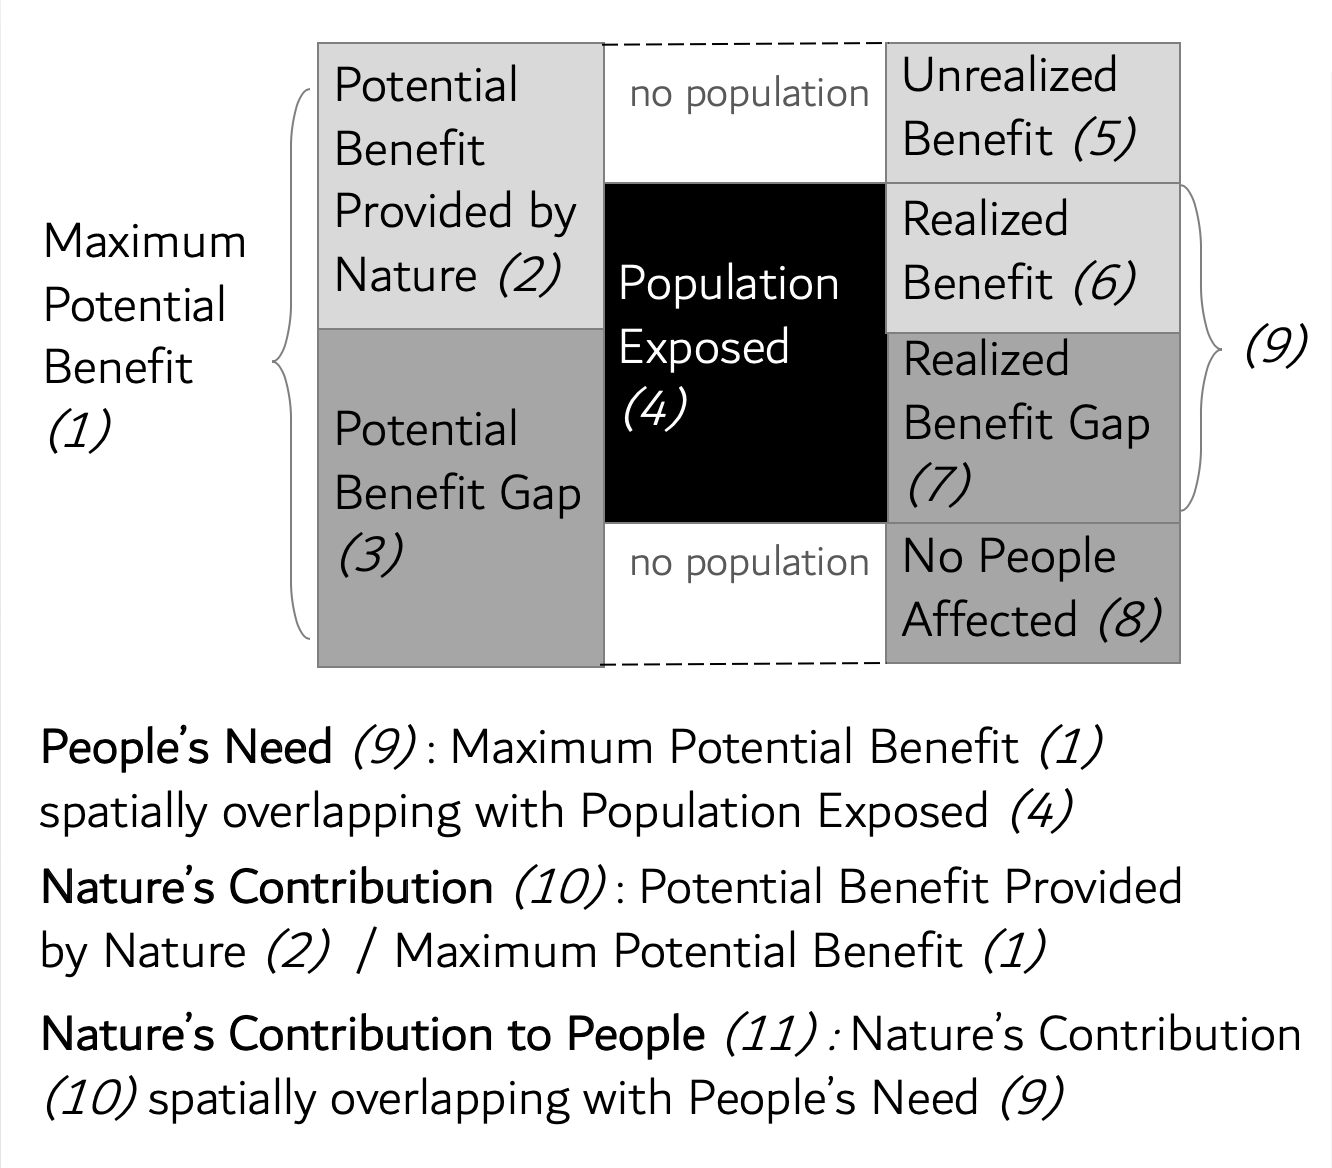 Maximum
Potential
Benefit
(1)
Potential
Benefit
Provided by
Nature (2)
Potential
Benefit Gap
(3)
no population
Population
Exposed
(4)
no population
Unrealized
Benefit (5)
Realized
Benefit (6)
Realized
Benefit Gap
(7)
No People
Affected (8)
(9)
People’s Need (9) : Maximum Potential Benefit (1)
spatially overlapping with Population Exposed (4)
Nature’s Contribution (10) : Potential Benefit Provided
by Nature (2) / Maximum Potential Benefit (1)
Nature’s Contribution to People (11) : Nature’s Contribution
(10) spatially overlapping with People’s Need (9)